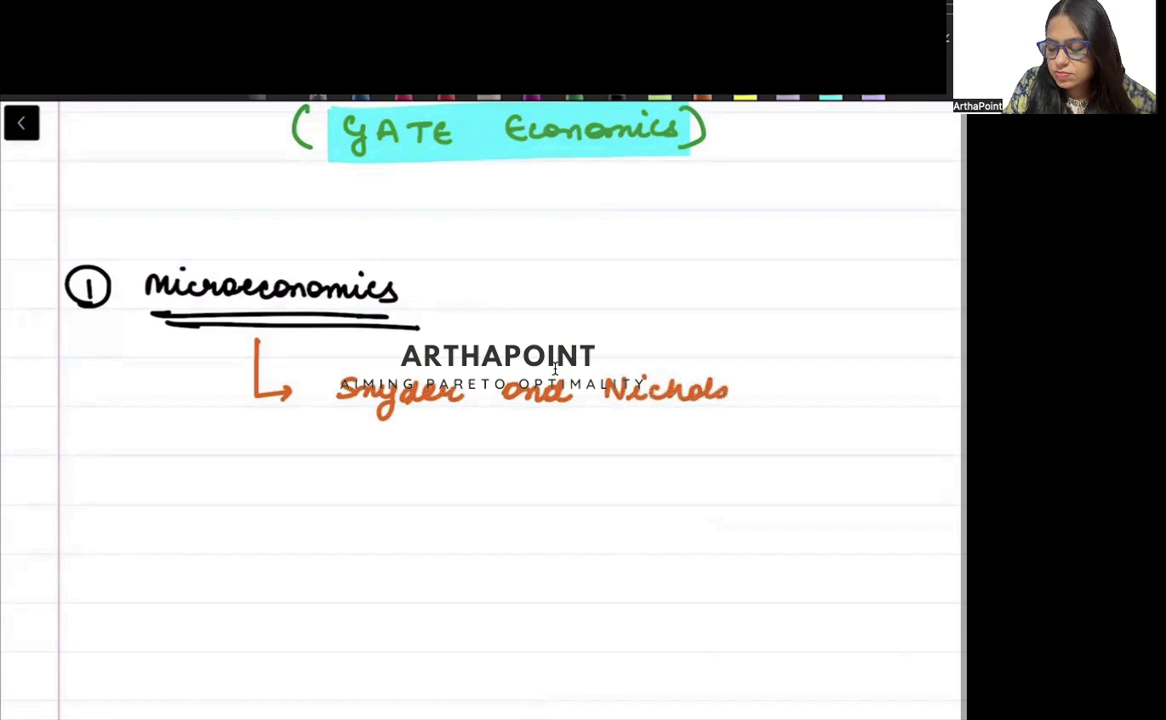 ArthaPoint
( GATE Economics)
1 Microeconomics
ARTHAPOINT
AIMING PARETO OPTIMALITY
Snyder and Nichols